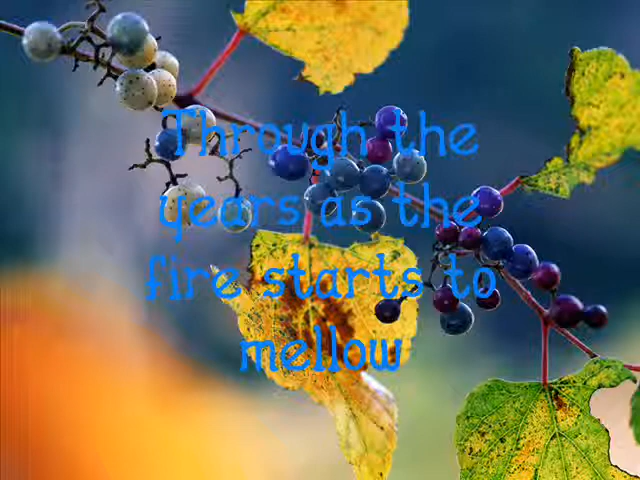 Through the
years as the
fire starts to
mellow